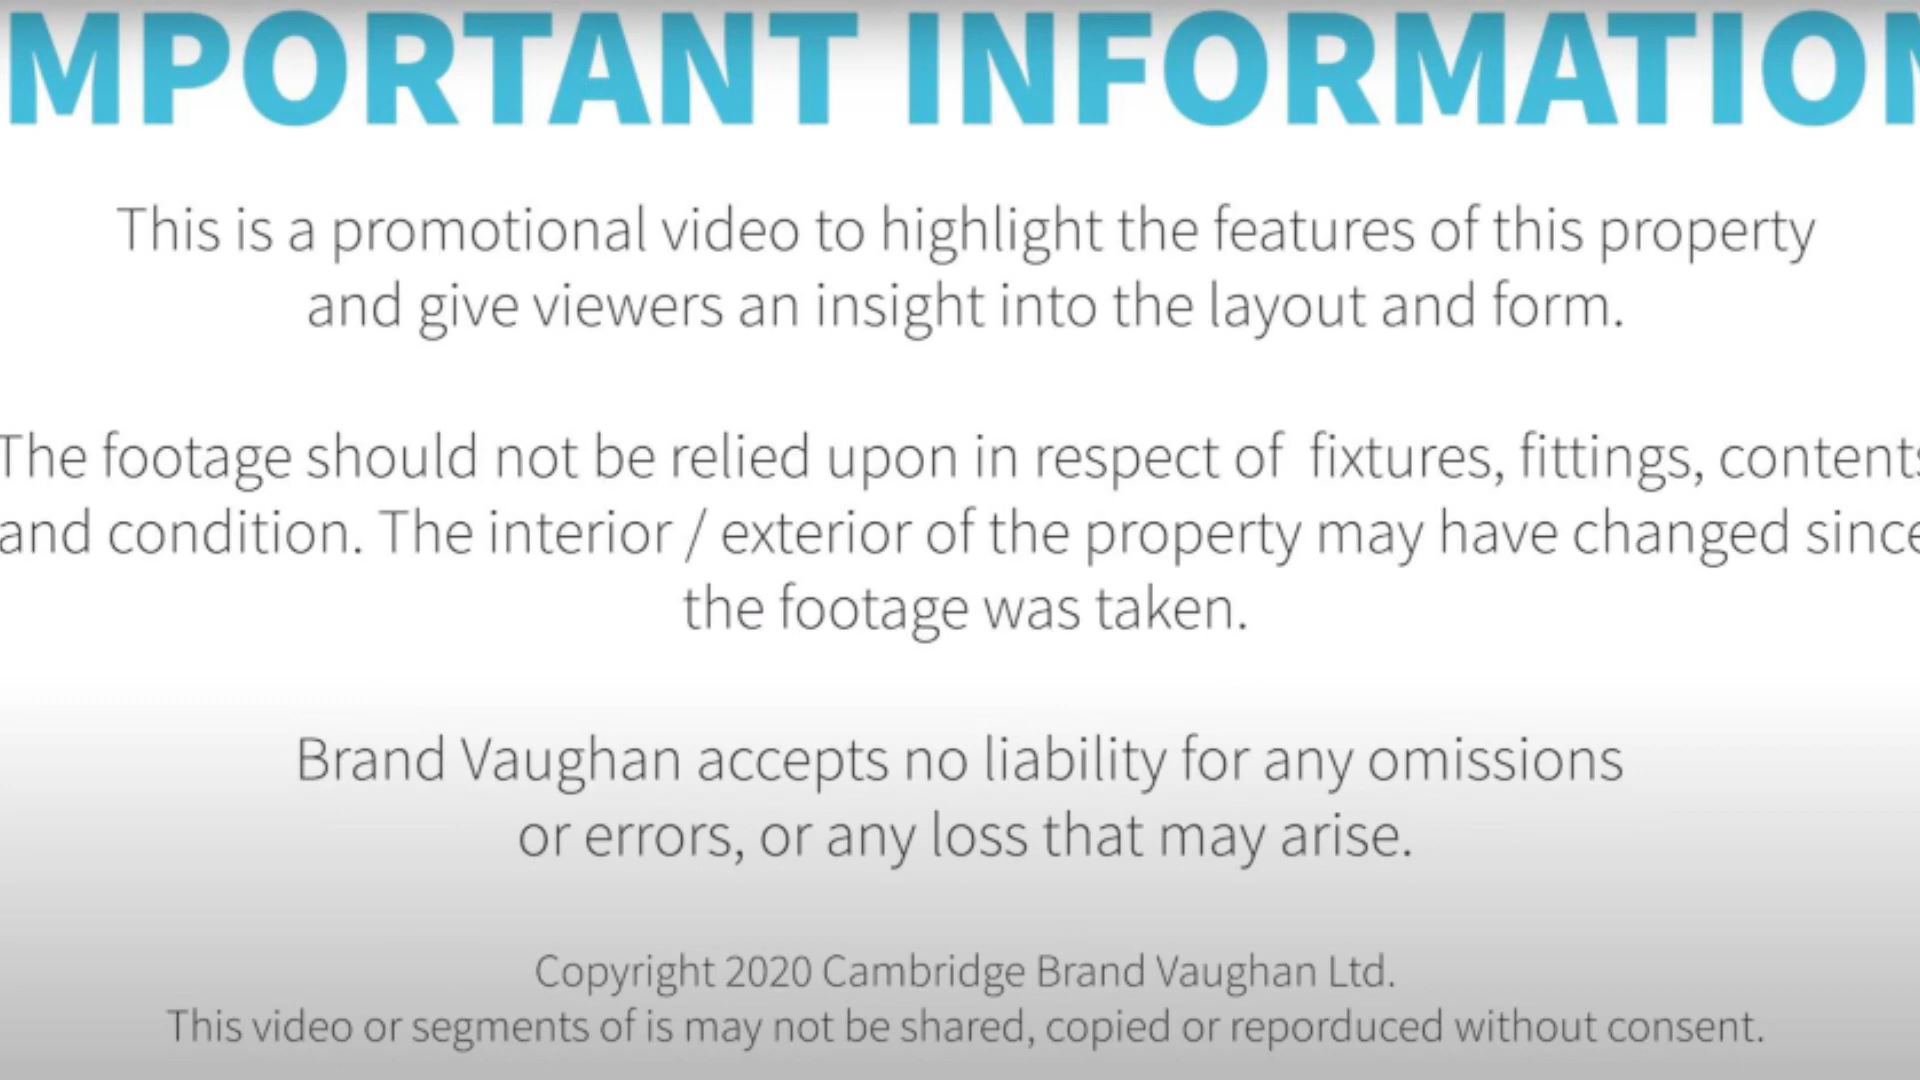 IMPORTANT INFORMATION
This is a promotional video to highlight the features of this property
and give viewers an insight into the layout and form.
The footage should not be relied upon in respect of fixtures, fittings, contents
and condition. The interior / exterior of the property may have changed since
the footage was taken.
Brand Vaughan accepts no liability for any omissions
or errors, or any loss that may arise.
Copyright 2020 Cambridge Brand Vaughan Ltd.
This video or segments of is may not be shared, copied or reporduced without consent.